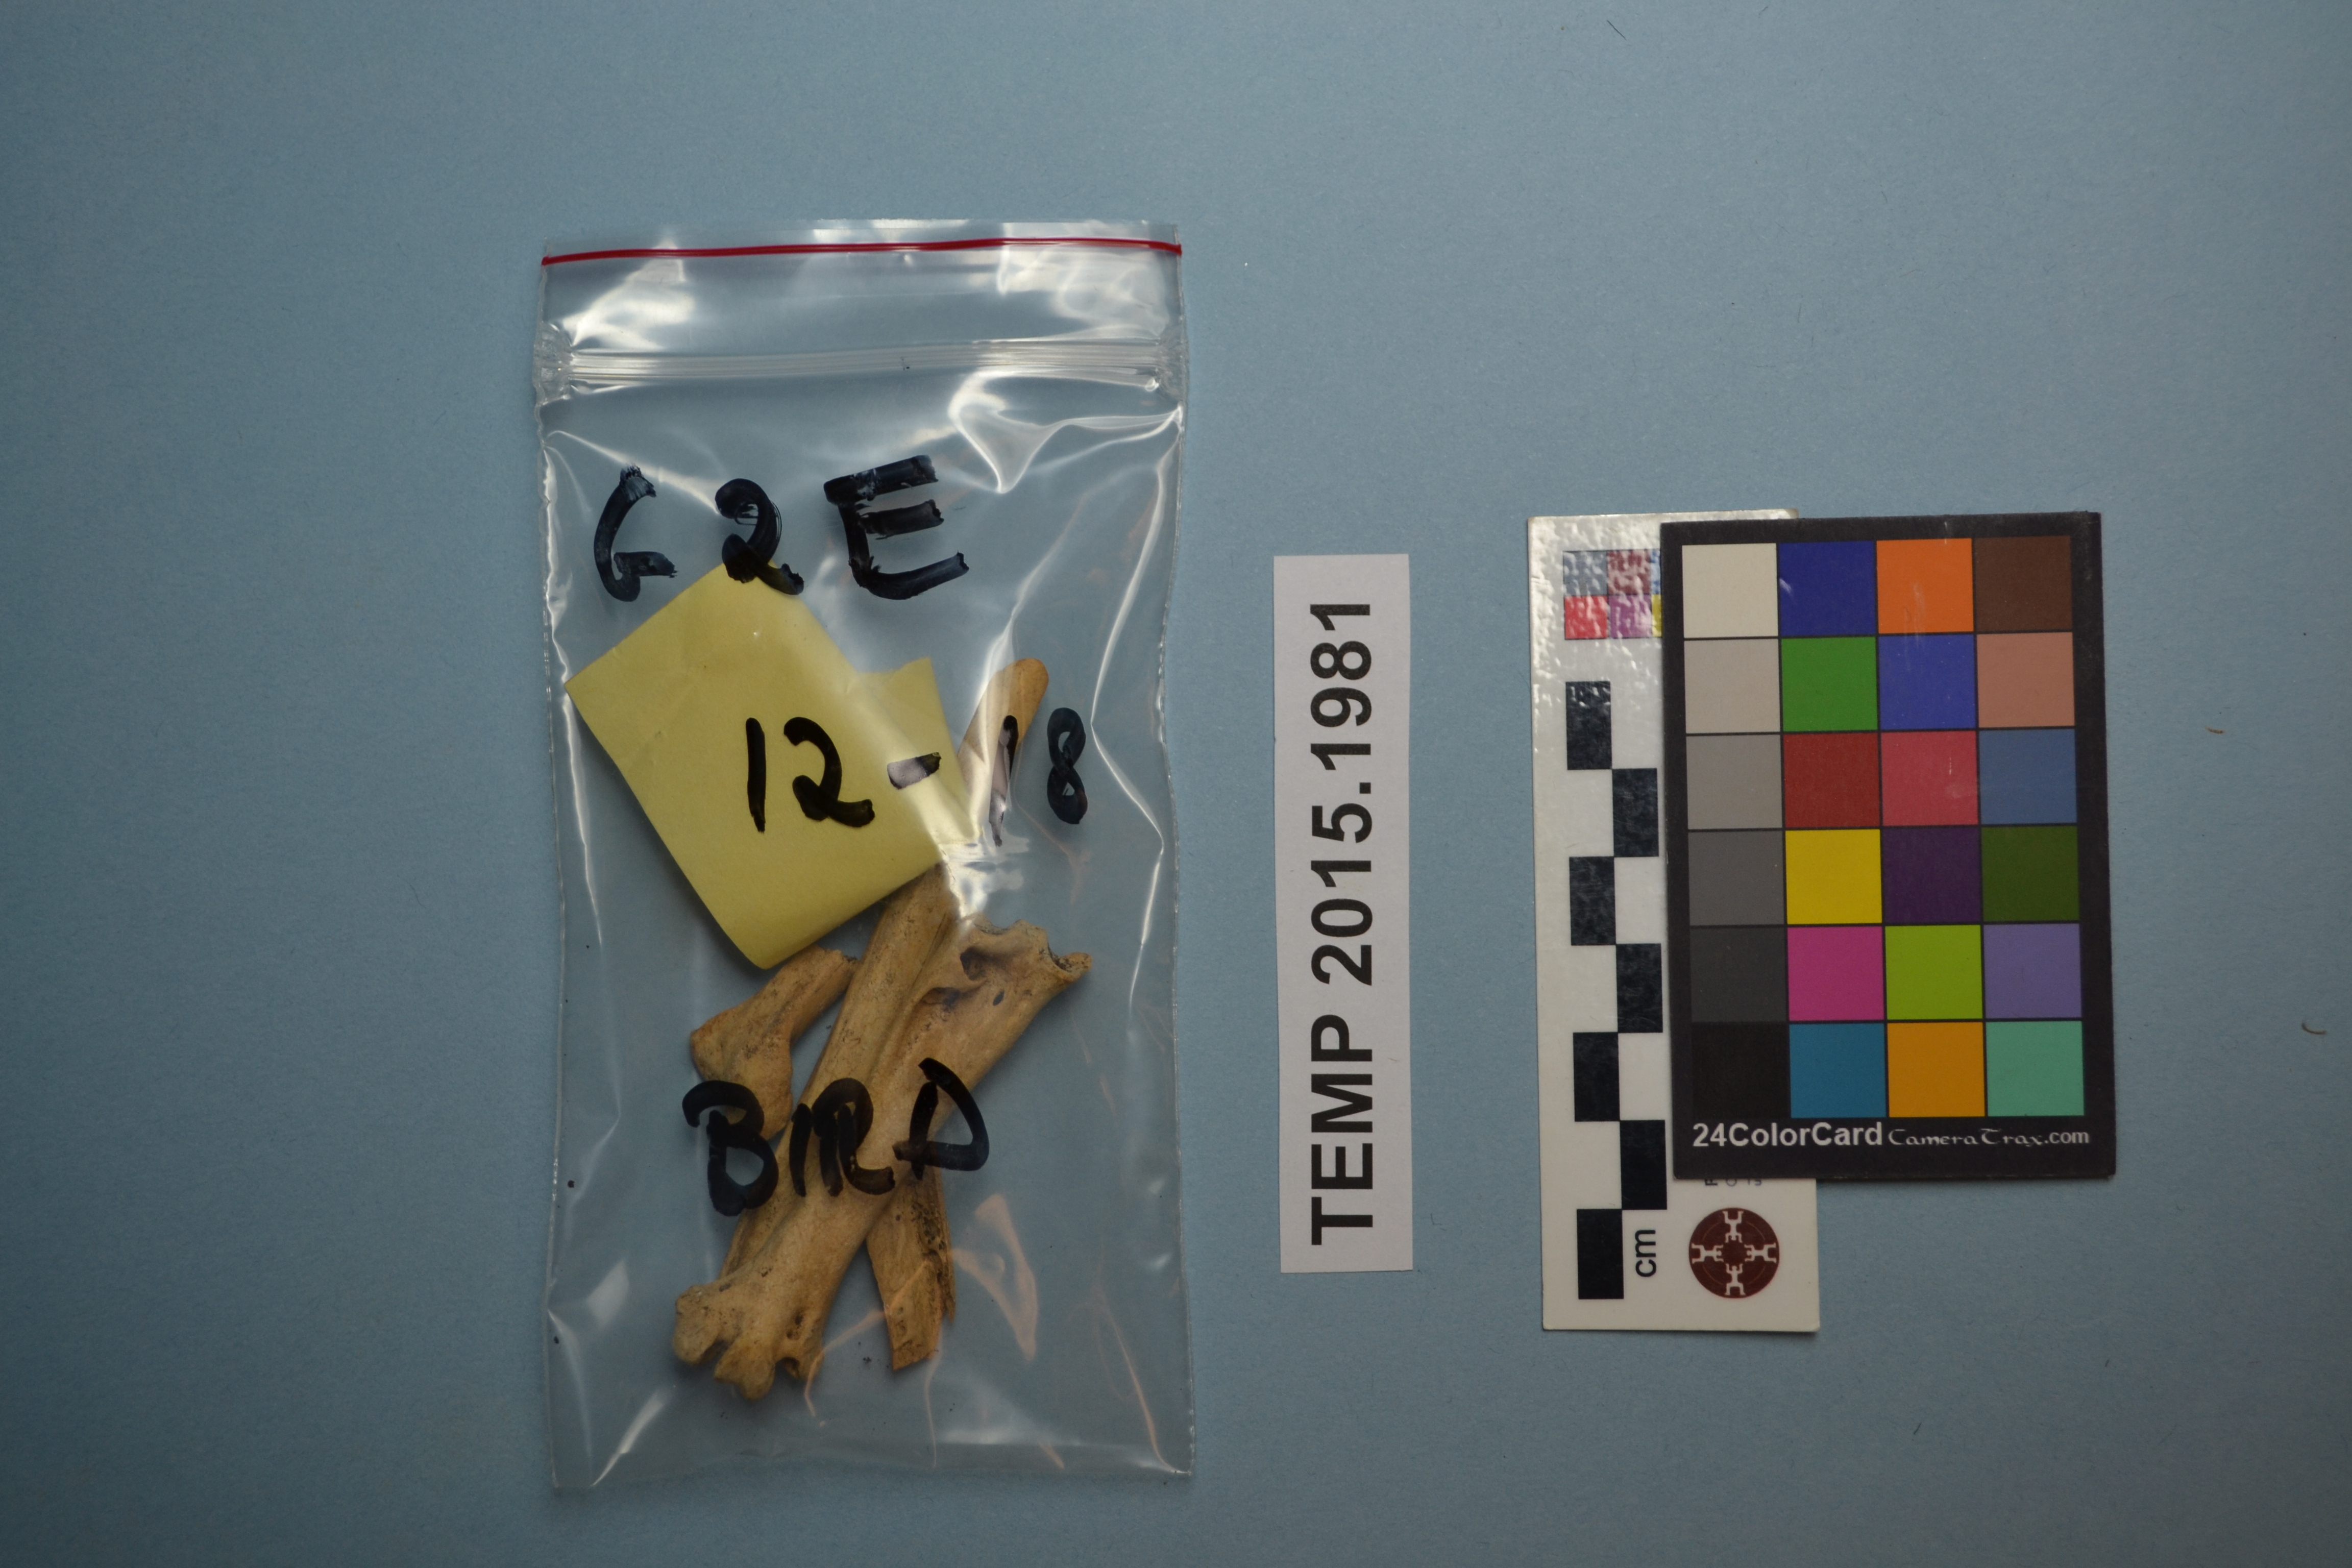 G2E
12-18
BIRD
TEMP 2015.1981
cm
24ColorCard CameraTrax.com